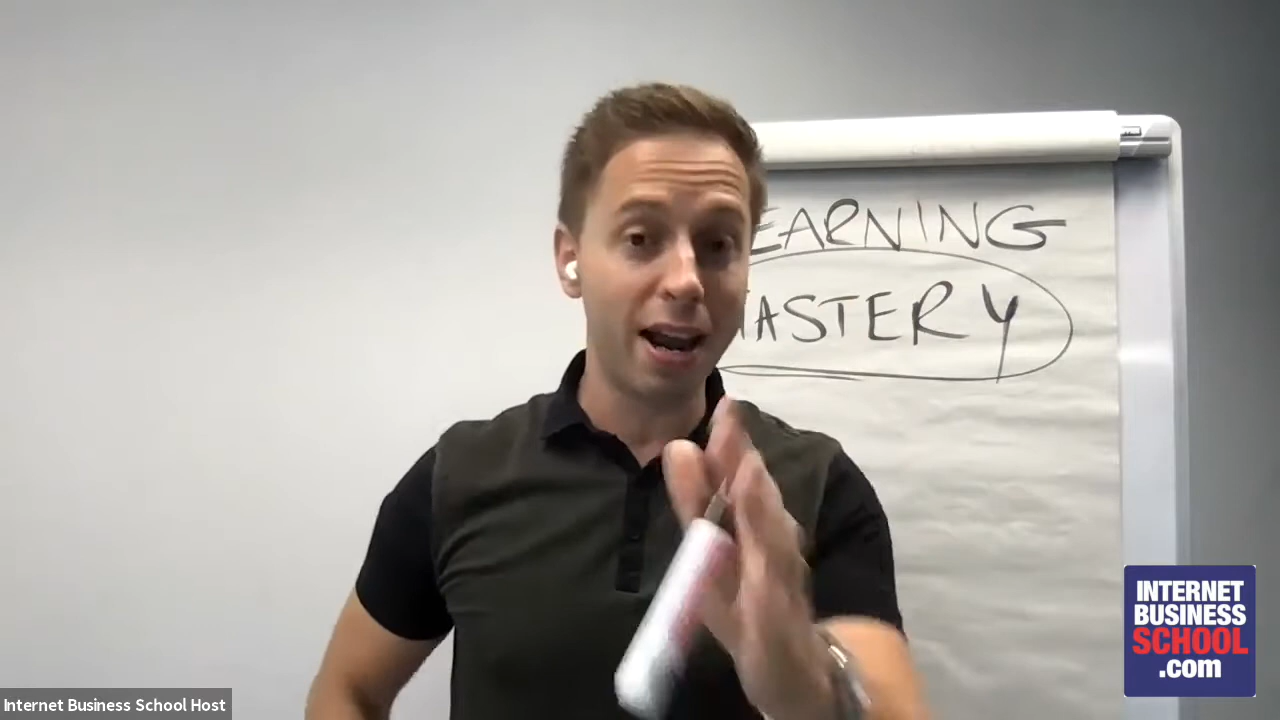 EARNING
ASTERY
INTERNET
BUSINESS
SCHOOL
.com
Internet Business School Host